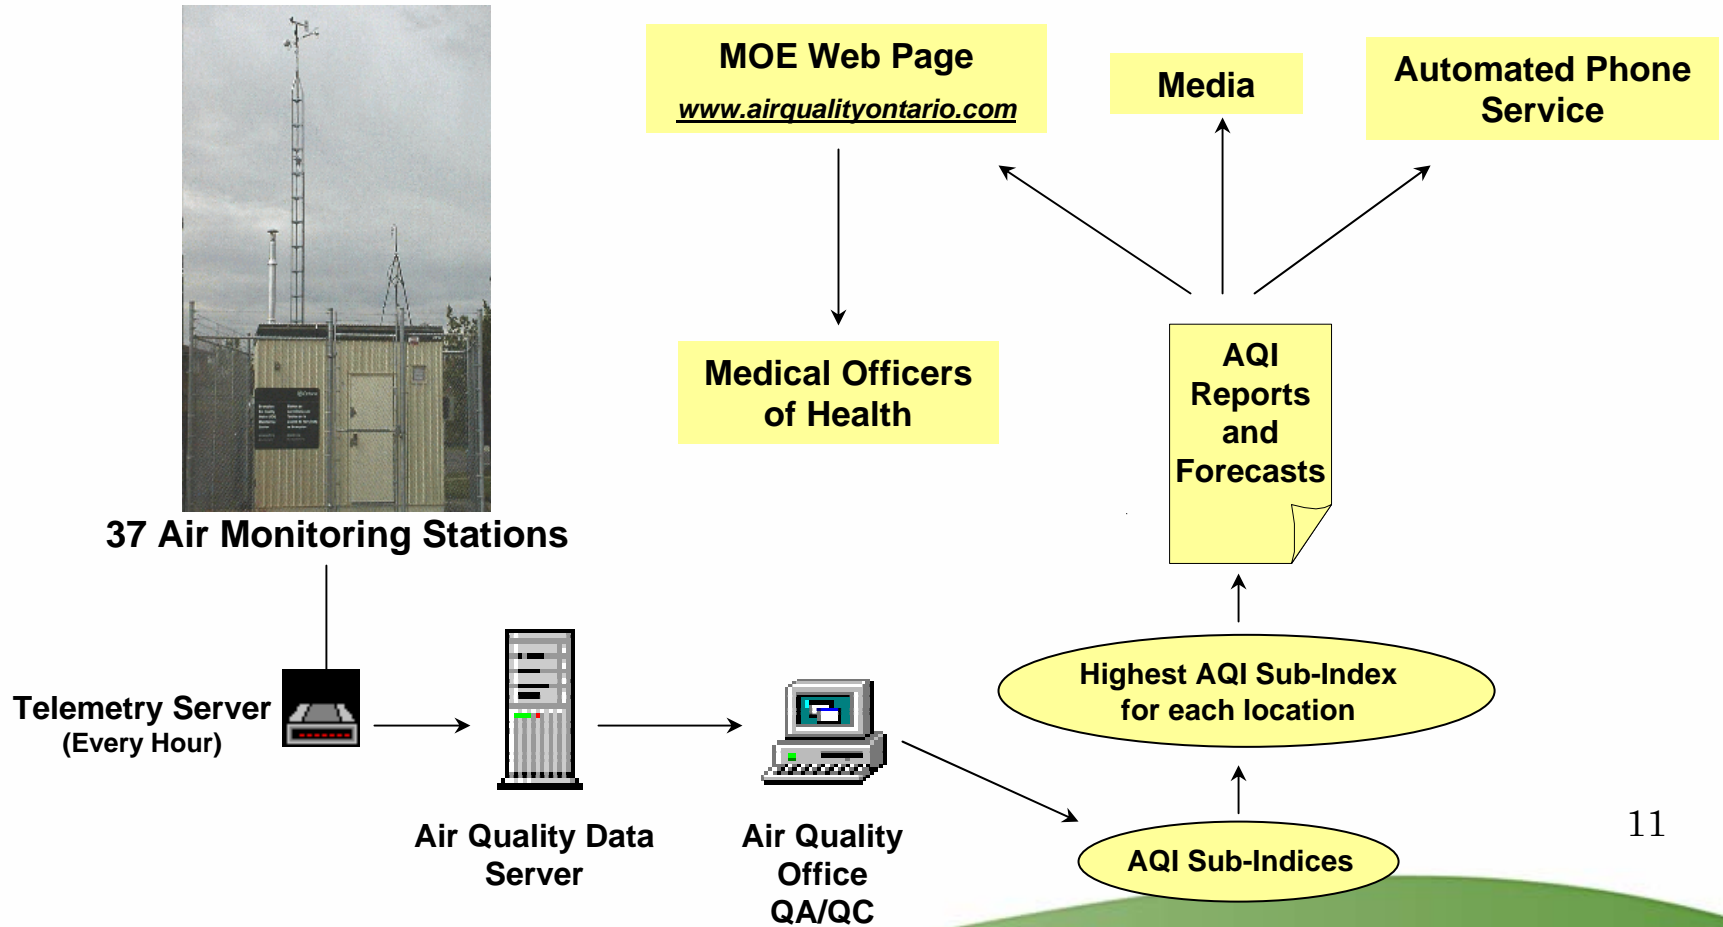 MOE Web Page
www.airqualityontario.com
Media
Automated Phone
Service
Medical Officers
of Health
AQI
Reports
and
Forecasts
37 Air Monitoring Stations
Telemetry Server
(Every Hour)
Air Quality Data
Server
Air Quality
Office
QA/QC
Highest AQI Sub-Index
for each location
AQI Sub-Indices
11